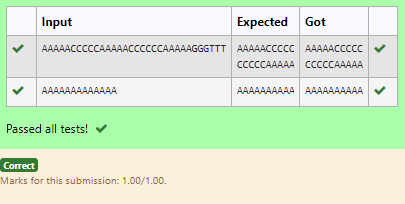 Input Expected Got
AAAAACCCCCAAAAACCCCCCAAAAAGGGTTT AAAAACCCCC AAAAACCCCC
CCCCCAAAAA CCCCCAAAAA
AAAAAAAAAAAAA AAAAAAAAAA AAAAAAAAAA
Passed all tests!
Correct
Marks for this submission: 1.00/1.00.